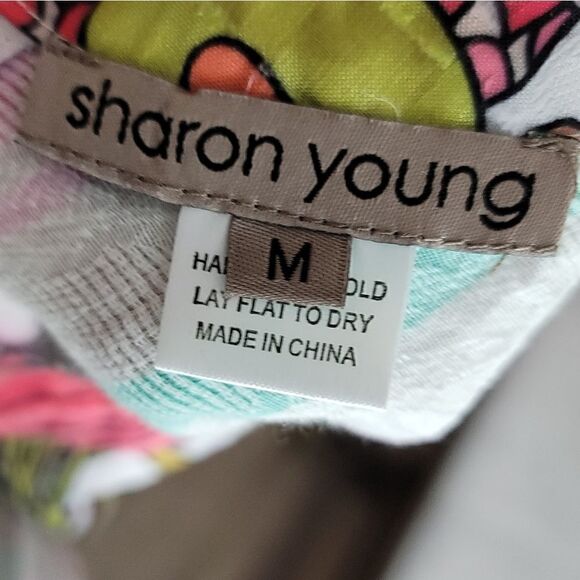 sharon young
M
LAY FLAT TO DRY
MADE IN CHINA